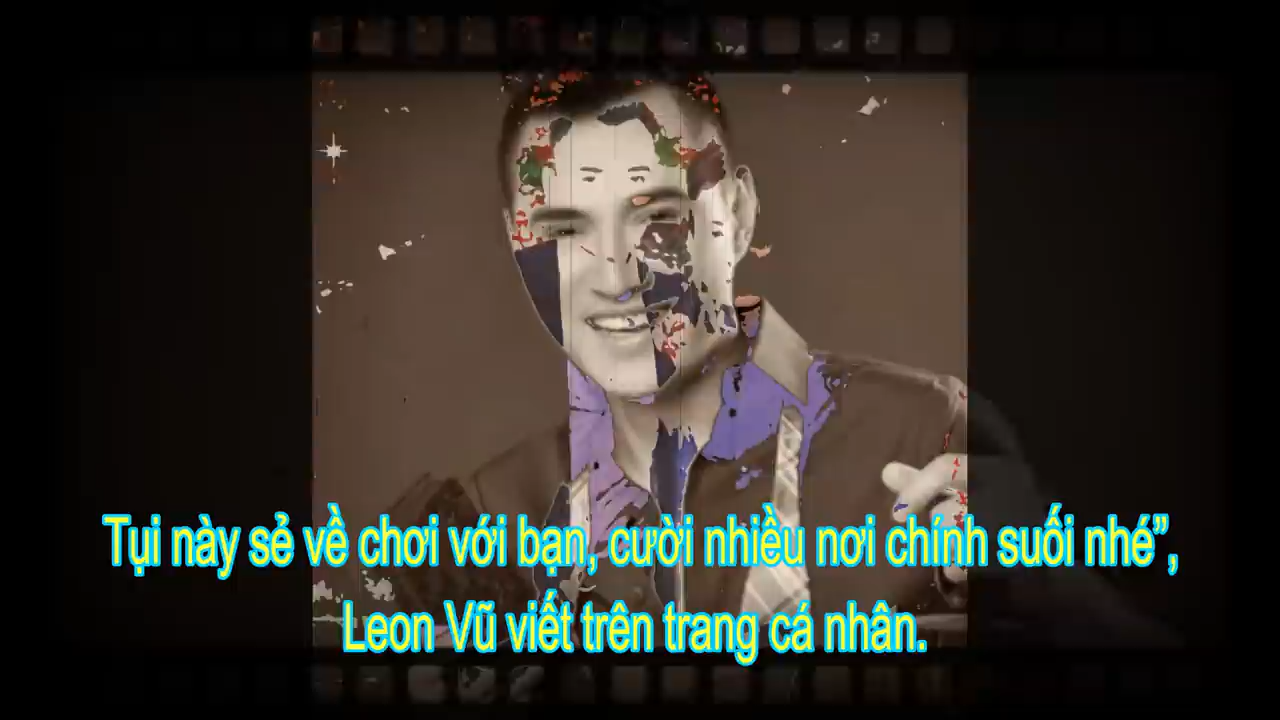 Tụi này sẻ về chơi với bạn, cười nhiều nơi chính suối nhé”,
Leon Vũ viết trên trang cá nhân.